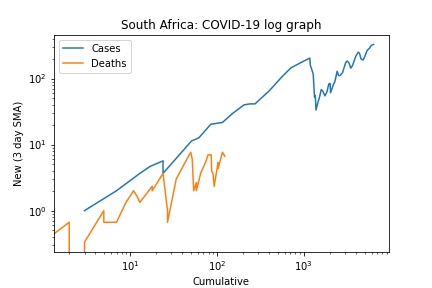 South Africa: COVID-19 log graph
Cases
Deaths
New (3 day SMA)
10²
10¹
10⁰
10¹
10²
10³
Cumulative